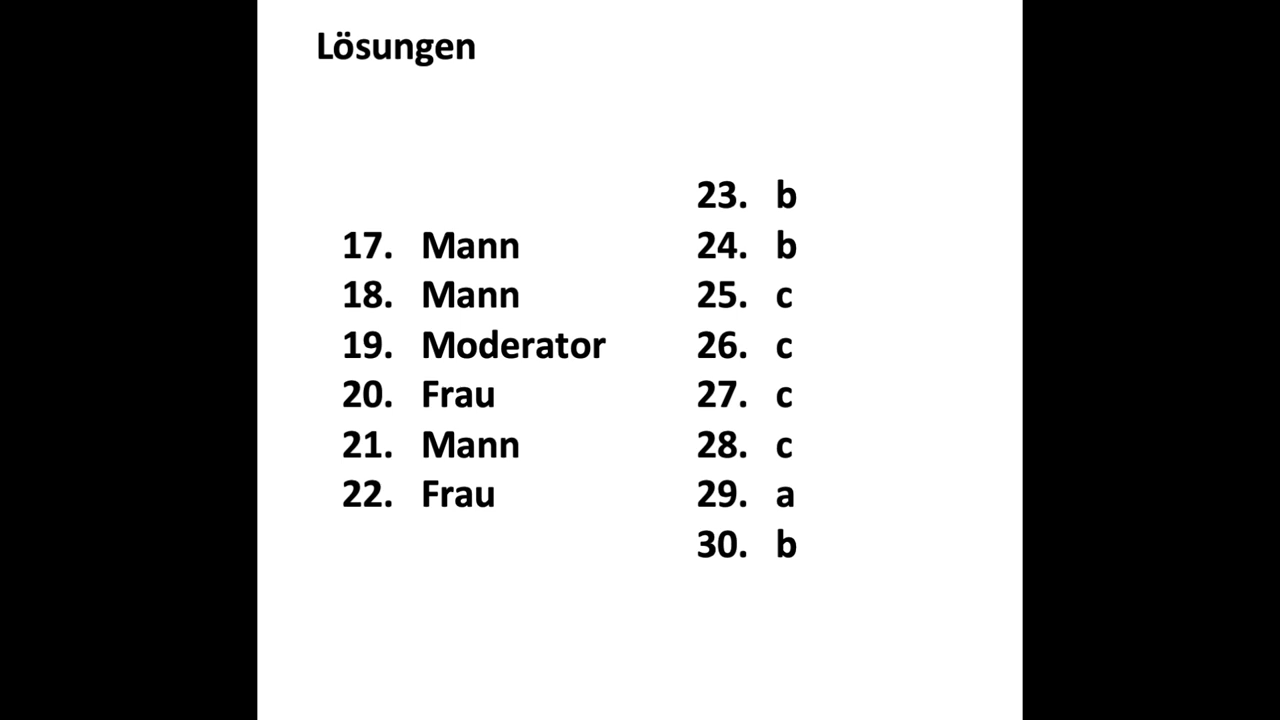 Lösungen
17. Mann
18. Mann
19. Moderator
20. Frau
21. Mann
22. Frau
23. b
24. b
25. c
26. c
27. c
28. c
29. a
30. b